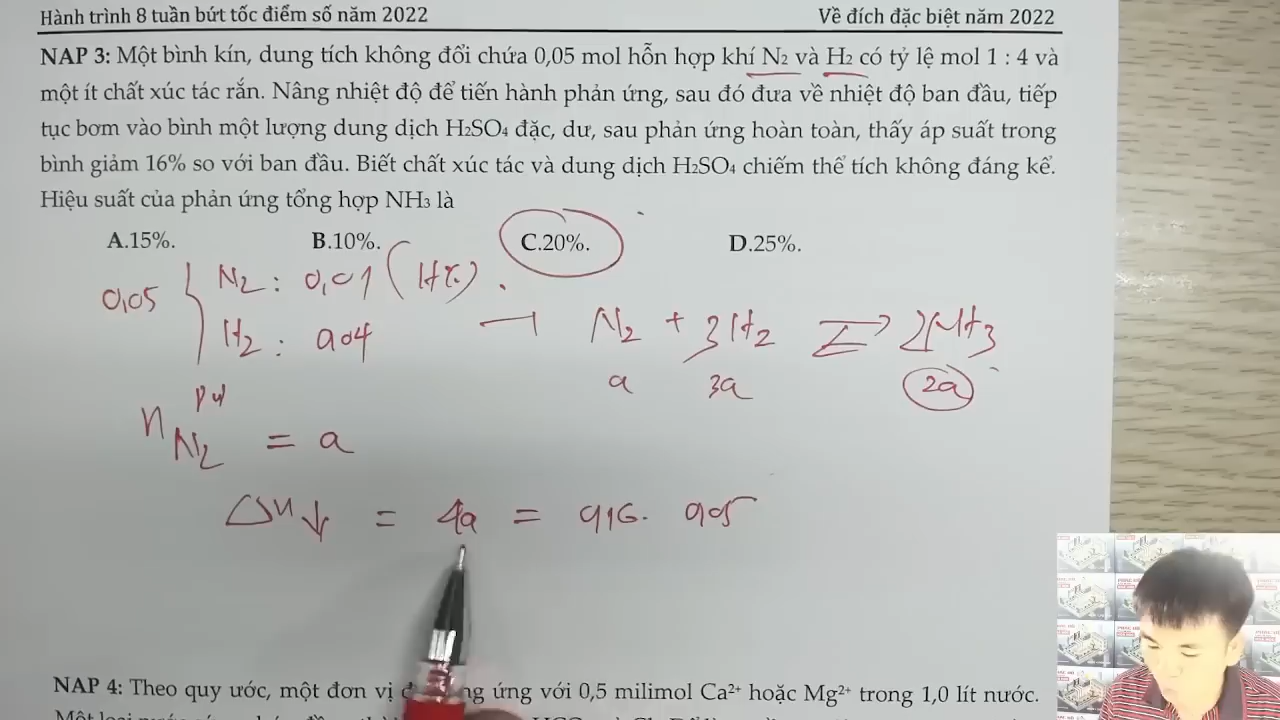 Hành trình 8 tuần bứt tốc điểm số năm 2022 Về đích đặc biệt năm 2022
NAP 3: Một bình kín, dung tích không đổi chứa 0,05 mol hỗn hợp khí N₂ và H₂ có tỷ lệ mol 1 : 4 và
một ít chất xúc tác rắn. Nâng nhiệt độ để tiến hành phản ứng, sau đó đưa về nhiệt độ ban đầu, tiếp
tục bơm vào bình một lượng dung dịch H₂SO₄ đặc, dư, sau phản ứng hoàn toàn, thấy áp suất trong
bình giảm 16% so với ban đầu. Biết chất xúc tác và dung dịch H₂SO₄ chiếm thể tích không đáng kể.
Hiệu suất của phản ứng tổng hợp NH₃ là
A.15%. B.10%. C.20%. D.25%.
0,05 { N₂ : 0,01 (H%).
H₂ : 0,04
→ N₂ + 3H₂ ⇌ 2NH₃
a 3a 2a
n N₂ pư = a
Δn↓ = 4a = 0,16. 0,05
NAP 4: Theo quy ước, một đơn vị ứng với 0,5 milimol Ca²⁺ hoặc Mg²⁺ trong 1,0 lít nước.